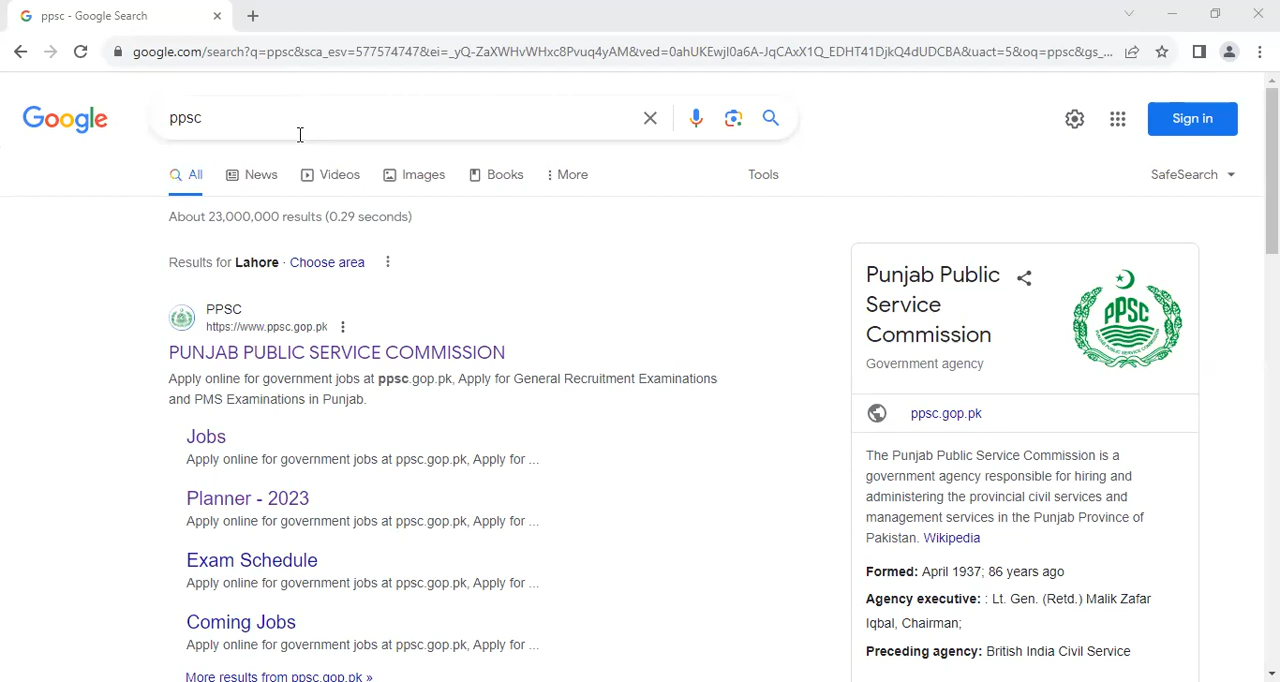 ppsc - Google Search
google.com/search?q=ppsc&sca_esv=577574747&ei=_yQ-ZaXWHvWHxc8Pvuq4yAM&ved=0ahUKEwjl0a6A-JqCAxX1Q_EDHT41DjkQ4dUDCBA&uact=5&oq=ppsc&gs_...
Google
ppsc
Sign in
All
News
Videos
Images
Books
More
Tools
SafeSearch
About 23,000,000 results (0.29 seconds)
Results for Lahore · Choose area
PPSC
https://www.ppsc.gop.pk
PUNJAB PUBLIC SERVICE COMMISSION
Apply online for government jobs at ppsc.gop.pk, Apply for General Recruitment Examinations
and PMS Examinations in Punjab.
Jobs
Apply online for government jobs at ppsc.gop.pk, Apply for ...
Planner - 2023
Apply online for government jobs at ppsc.gop.pk, Apply for ...
Exam Schedule
Apply online for government jobs at ppsc.gop.pk, Apply for ...
Coming Jobs
Apply online for government jobs at ppsc.gop.pk, Apply for ...
More results from ppsc.gop.pk »
Punjab Public
Service
Commission
Government agency
PPSC
ppsc.gop.pk
The Punjab Public Service Commission is a
government agency responsible for hiring and
administering the provincial civil services and
management services in the Punjab Province of
Pakistan. Wikipedia
Formed: April 1937; 86 years ago
Agency executive: : Lt. Gen. (Retd.) Malik Zafar
Iqbal, Chairman;
Preceding agency: British India Civil Service